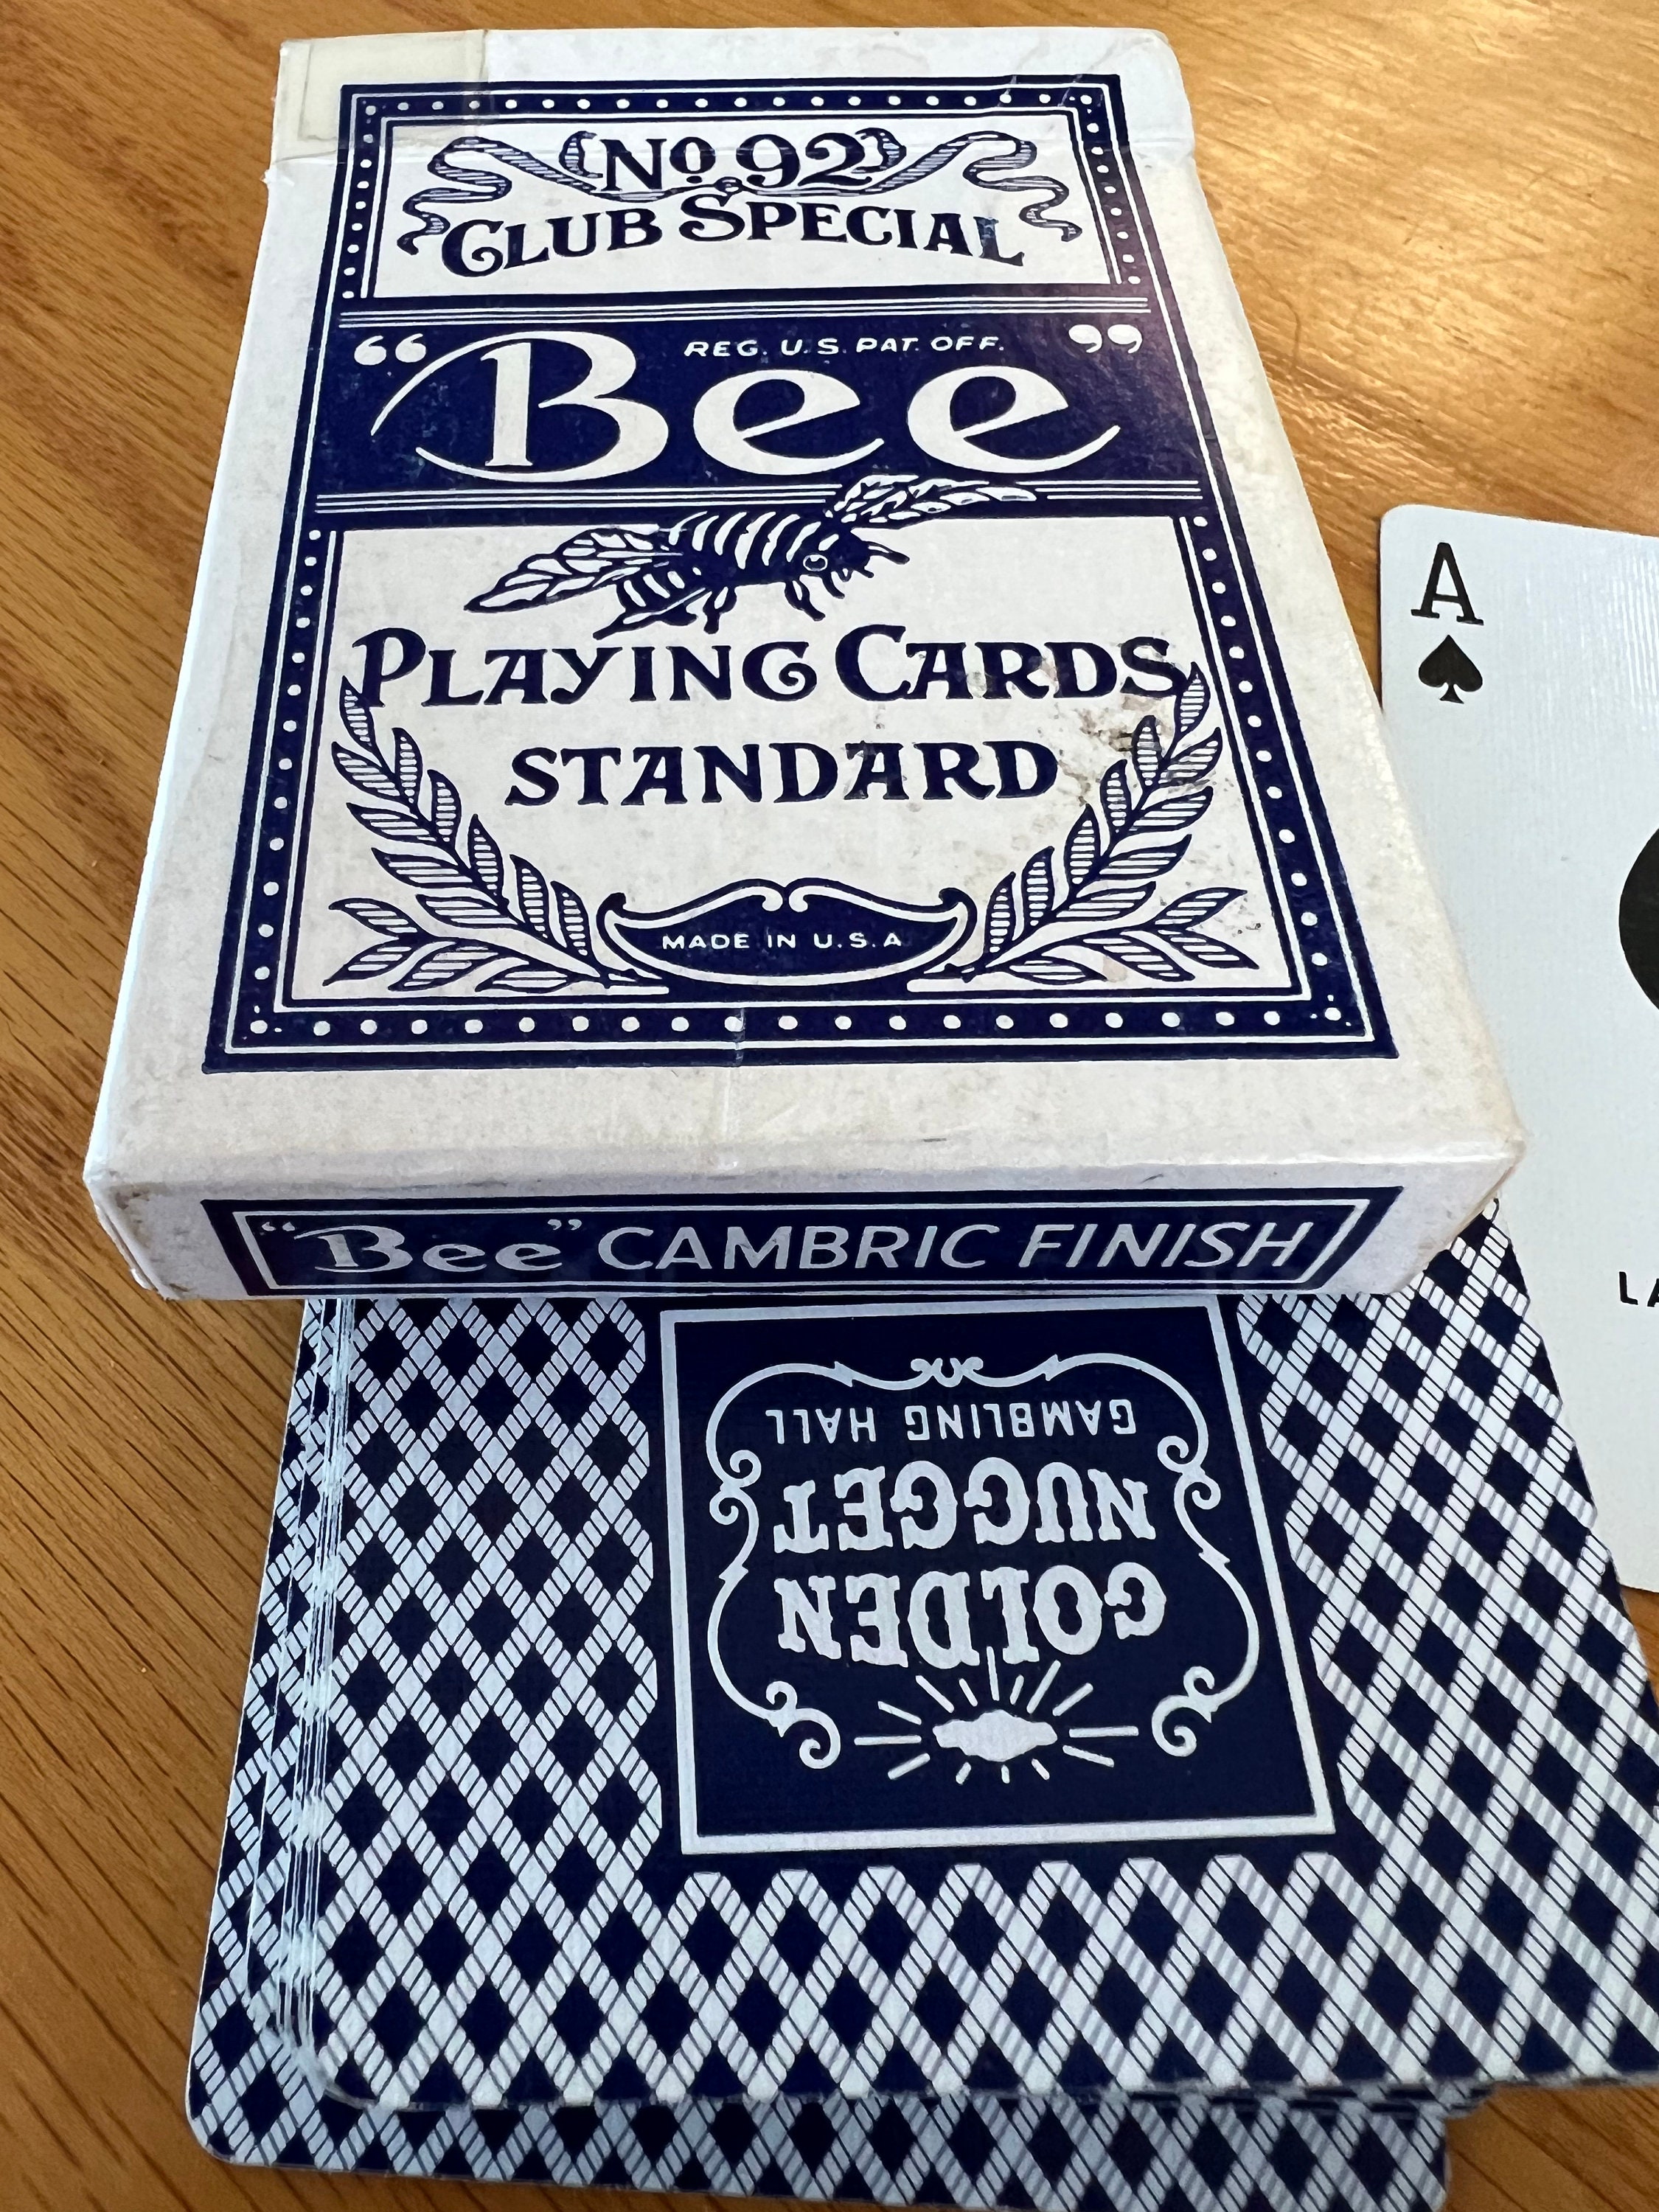 No 92
CLUB SPECIAL
REG. U.S. PAT. OFF.
“Bee”
PLAYING CARDS
STANDARD
MADE IN U.S.A
“Bee” CAMBRIC FINISH
A
GOLDEN
NUGGET
GAMBLING HALL